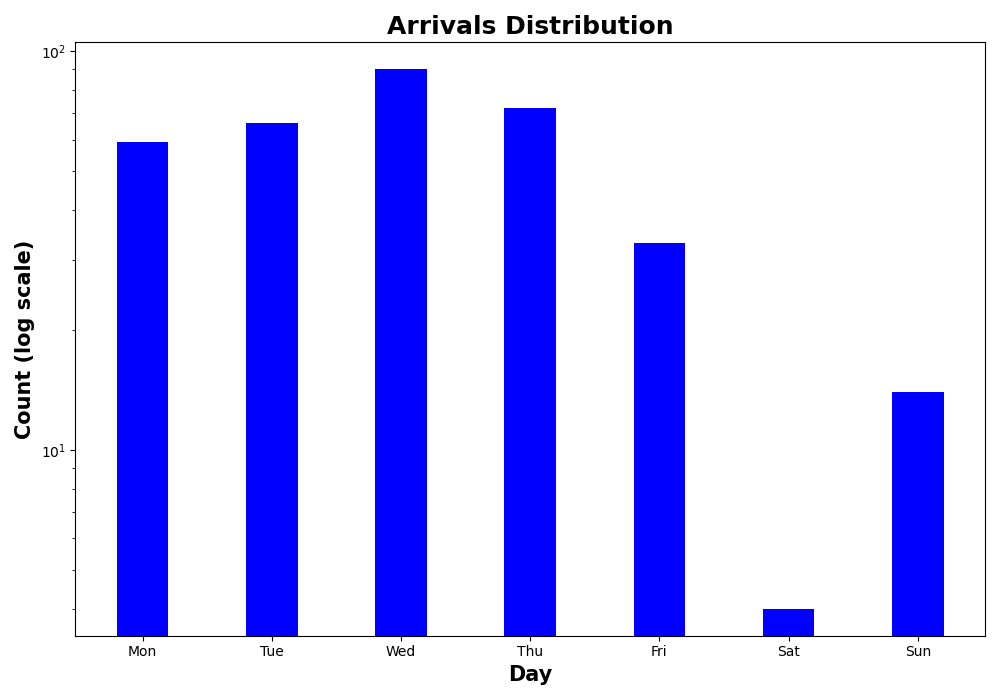 Arrivals Distribution
Count (log scale)
10²
10¹
Mon Tue Wed Thu Fri Sat Sun
Day